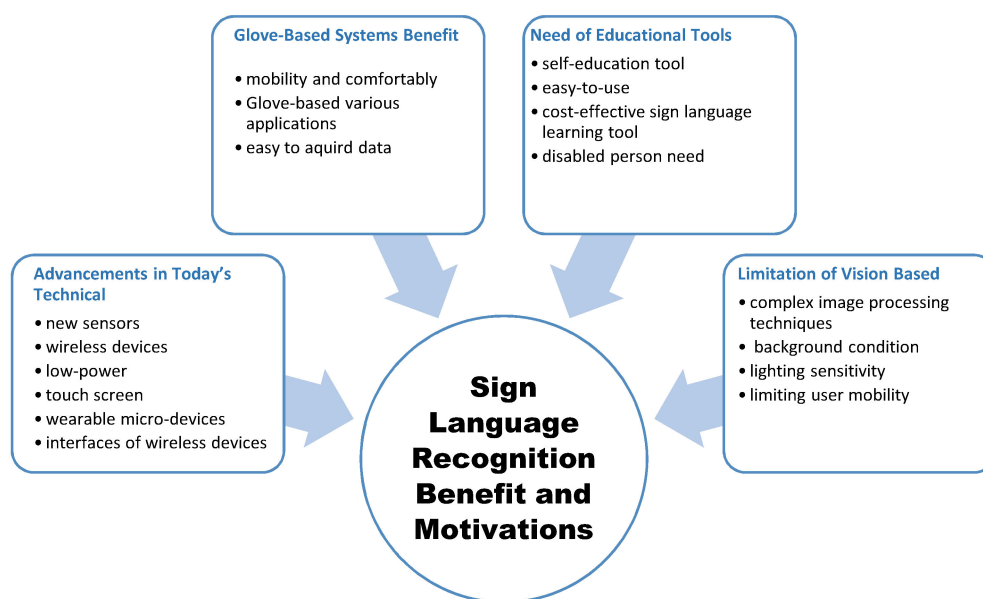 Glove-Based Systems Benefit
• mobility and comfortably
• Glove-based various
applications
• easy to aquird data
Need of Educational Tools
• self-education tool
• easy-to-use
• cost-effective sign language
learning tool
• disabled person need
Advancements in Today's
Technical
• new sensors
• wireless devices
• low-power
• touch screen
• wearable micro-devices
• interfaces of wireless devices
Limitation of Vision Based
• complex image processing
techniques
• background condition
• lighting sensitivity
• limiting user mobility
Sign
Language
Recognition
Benefit and
Motivations